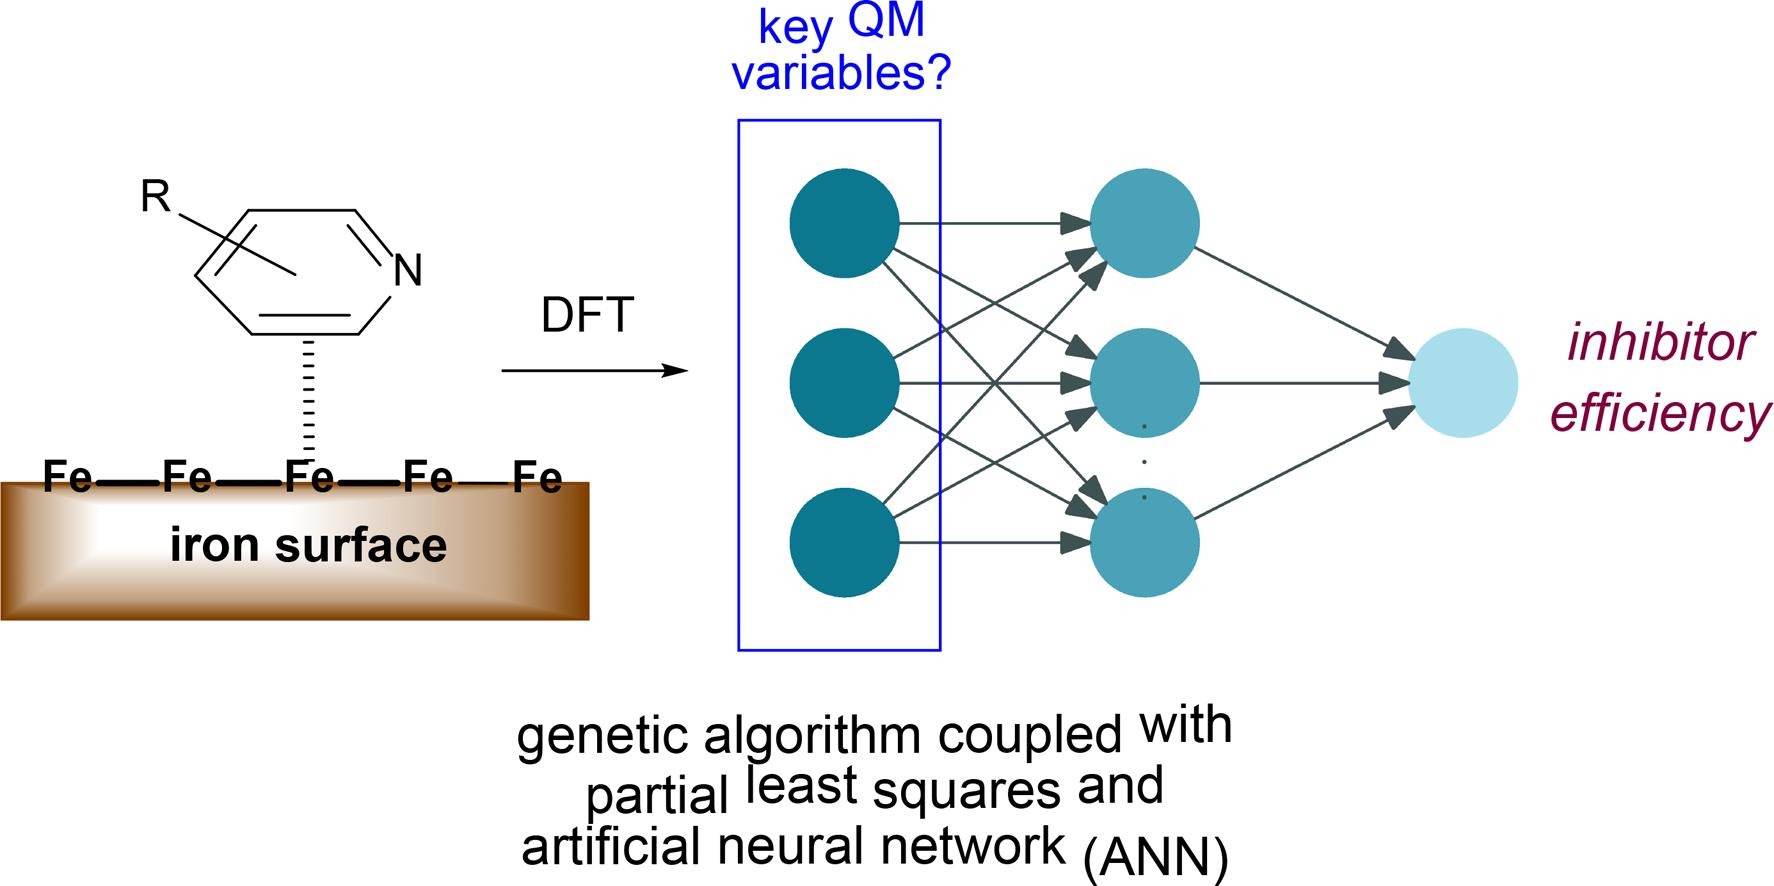 key QM
variables?
R
N
DFT
inhibitor
efficiency
Fe Fe Fe Fe Fe
iron surface
genetic algorithm coupled with
partial least squares and
artificial neural network (ANN)